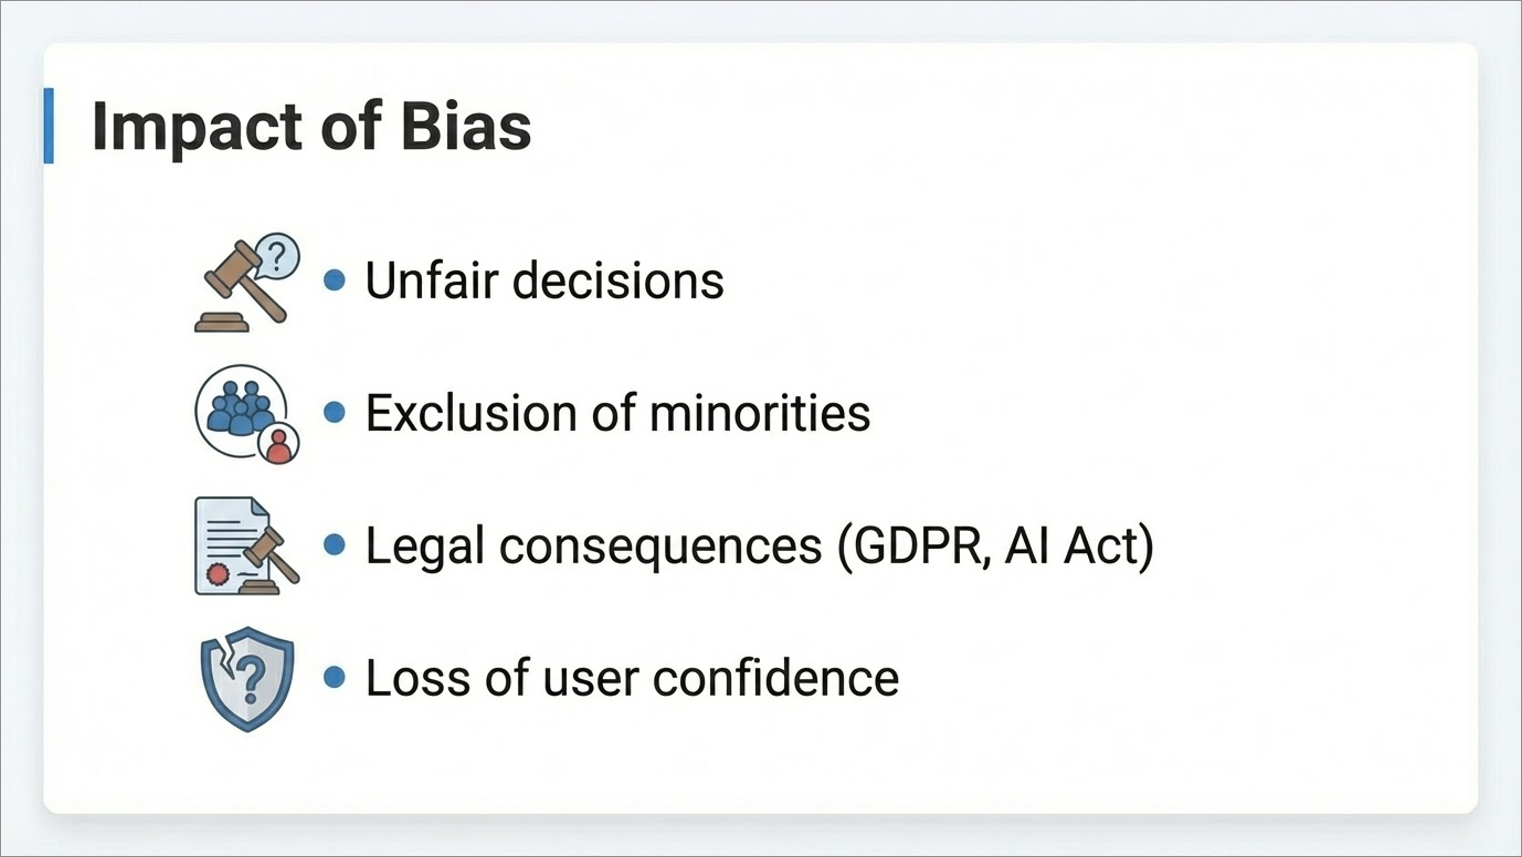 Impact of Bias
? • Unfair decisions
• Exclusion of minorities
• Legal consequences (GDPR, AI Act)
? • Loss of user confidence